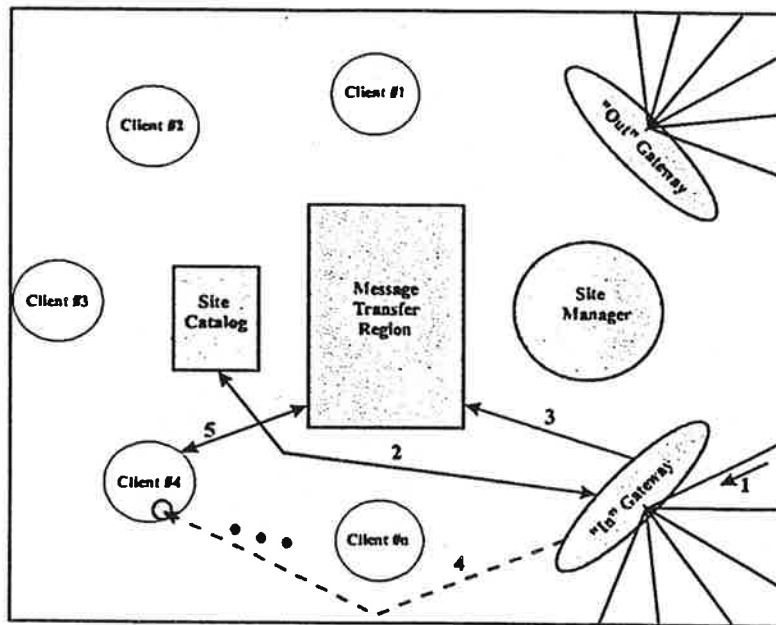 Client #1
Client #2
"Out" Gateway
Client #3
Site
Catalog
Message
Transfer
Region
Site
Manager
5
3
2
Client #4
"In" Gateway
1
Client #n
4